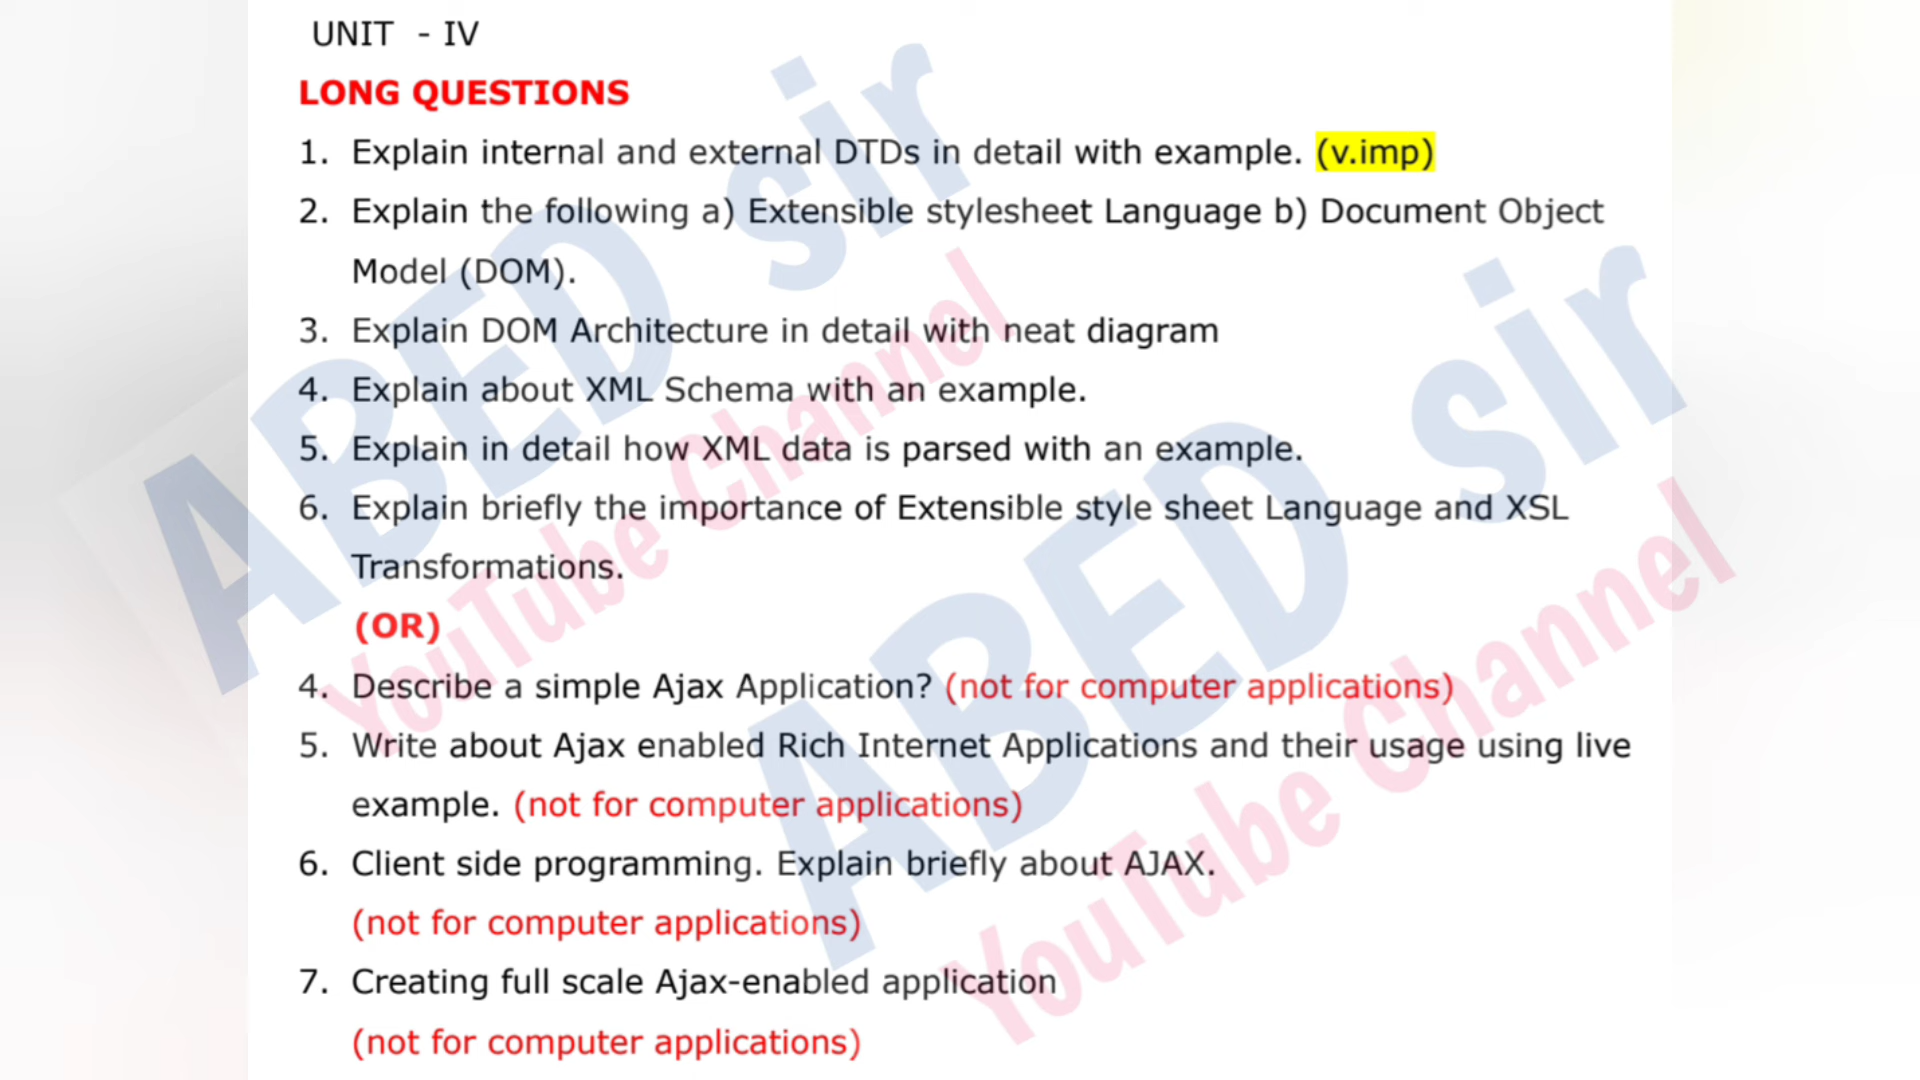 UNIT - IV
LONG QUESTIONS
1. Explain internal and external DTDs in detail with example. (v.imp)
2. Explain the following a) Extensible stylesheet Language b) Document Object
Model (DOM).
3. Explain DOM Architecture in detail with neat diagram
4. Explain about XML Schema with an example.
5. Explain in detail how XML data is parsed with an example.
6. Explain briefly the importance of Extensible style sheet Language and XSL
Transformations.
(OR)
4. Describe a simple Ajax Application? (not for computer applications)
5. Write about Ajax enabled Rich Internet Applications and their usage using live
example. (not for computer applications)
6. Client side programming. Explain briefly about AJAX.
(not for computer applications)
7. Creating full scale Ajax-enabled application
(not for computer applications)
ABED sir
YouTube Channel
ABED sir
YouTube Channel